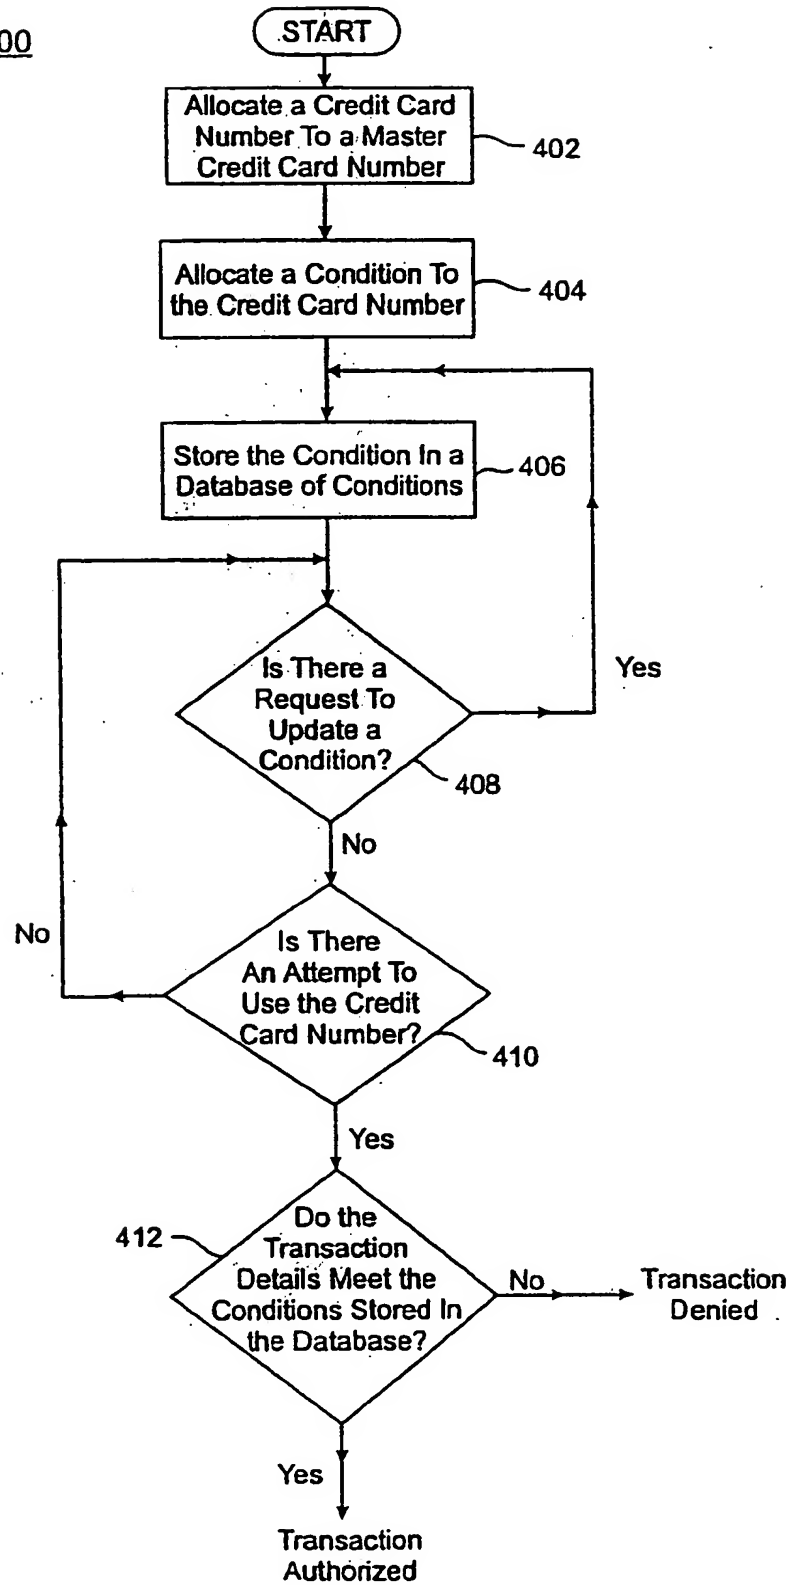 00
START
Allocate a Credit Card
Number To a Master
Credit Card Number
402
Allocate a Condition To
the Credit Card Number
404
Store the Condition In a
Database of Conditions
406
Is There a
Request To
Update a
Condition?
Yes
408
No
Is There
An Attempt To
Use the Credit
Card Number?
No
410
Yes
412
Do the
Transaction
Details Meet the
Conditions Stored In
the Database?
No
Transaction
Denied
Yes
Transaction
Authorized